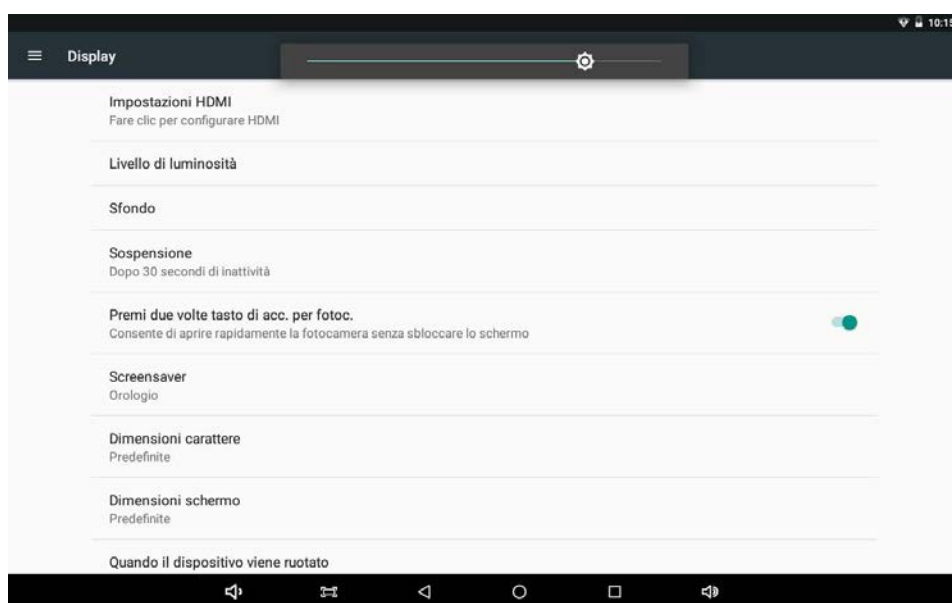 10:15
Display
Impostazioni HDMI
Fare clic per configurare HDMI
Livello di luminosità
Sfondo
Sospensione
Dopo 30 secondi di inattività
Premi due volte tasto di acc. per fotoc.
Consente di aprire rapidamente la fotocamera senza sbloccare lo schermo
Screensaver
Orologio
Dimensioni carattere
Predefinite
Dimensioni schermo
Predefinite
Quando il dispositivo viene ruotato